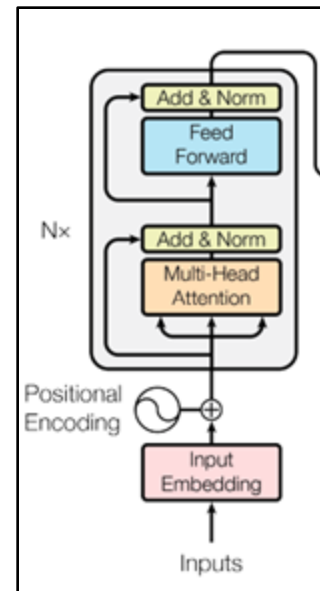 Add & Norm
Feed
Forward
N×
Add & Norm
Multi-Head
Attention
Positional
Encoding
Input
Embedding
Inputs